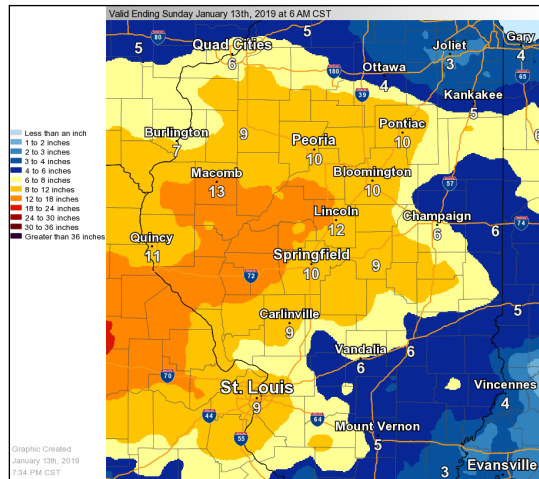 Valid Ending Sunday January 13th, 2019 at 6 AM CST
80
5
5
Quad Cities
6
Joliet
3
Gary
4
65
180
Ottawa
4
39
Kankakee
5
Burlington
7
9
Peoria
10
Pontiac
10
6
Macomb
13
Bloomington
10
57
Lincoln
12
Champaign
6
74
6
Quincy
11
Springfield
10
9
72
Carlinville
9
5
Vandalia
6
6
70
St. Louis
9
Vincennes
4
44
64
55
Mount Vernon
5
3
Evansville
Less than an inch
1 to 2 inches
2 to 3 inches
3 to 4 inches
4 to 6 inches
6 to 8 inches
8 to 12 inches
12 to 18 inches
18 to 24 inches
24 to 30 inches
30 to 36 inches
Greater than 36 inches
Graphic Created
January 13th, 2019
7:34 PM CST